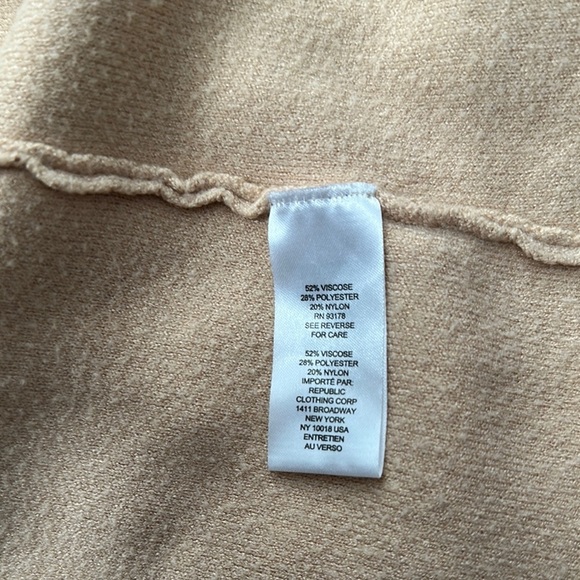 52% VISCOSE
28% POLYESTER
20% NYLON
RN 93178
SEE REVERSE
FOR CARE
52% VISCOSE
28% POLYESTER
20% NYLON
IMPORTÉ PAR:
REPUBLIC
CLOTHING CORP
1411 BROADWAY
NEW YORK
NY 10018 USA
ENTRETIEN
AU VERSO